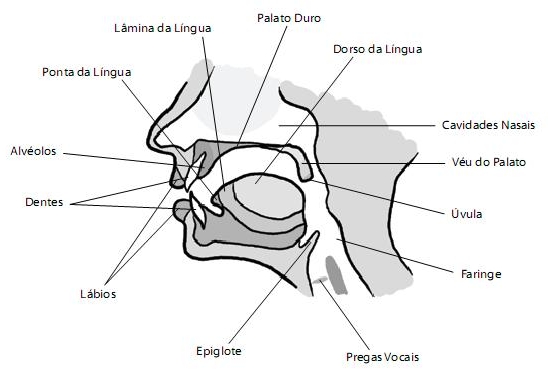 Palato Duro
Lâmina da Língua
Dorso da Língua
Ponta da Língua
Cavidades Nasais
Alvéolos
Véu do Palato
Dentes
Úvula
Faringe
Lábios
Epiglote
Pregas Vocais